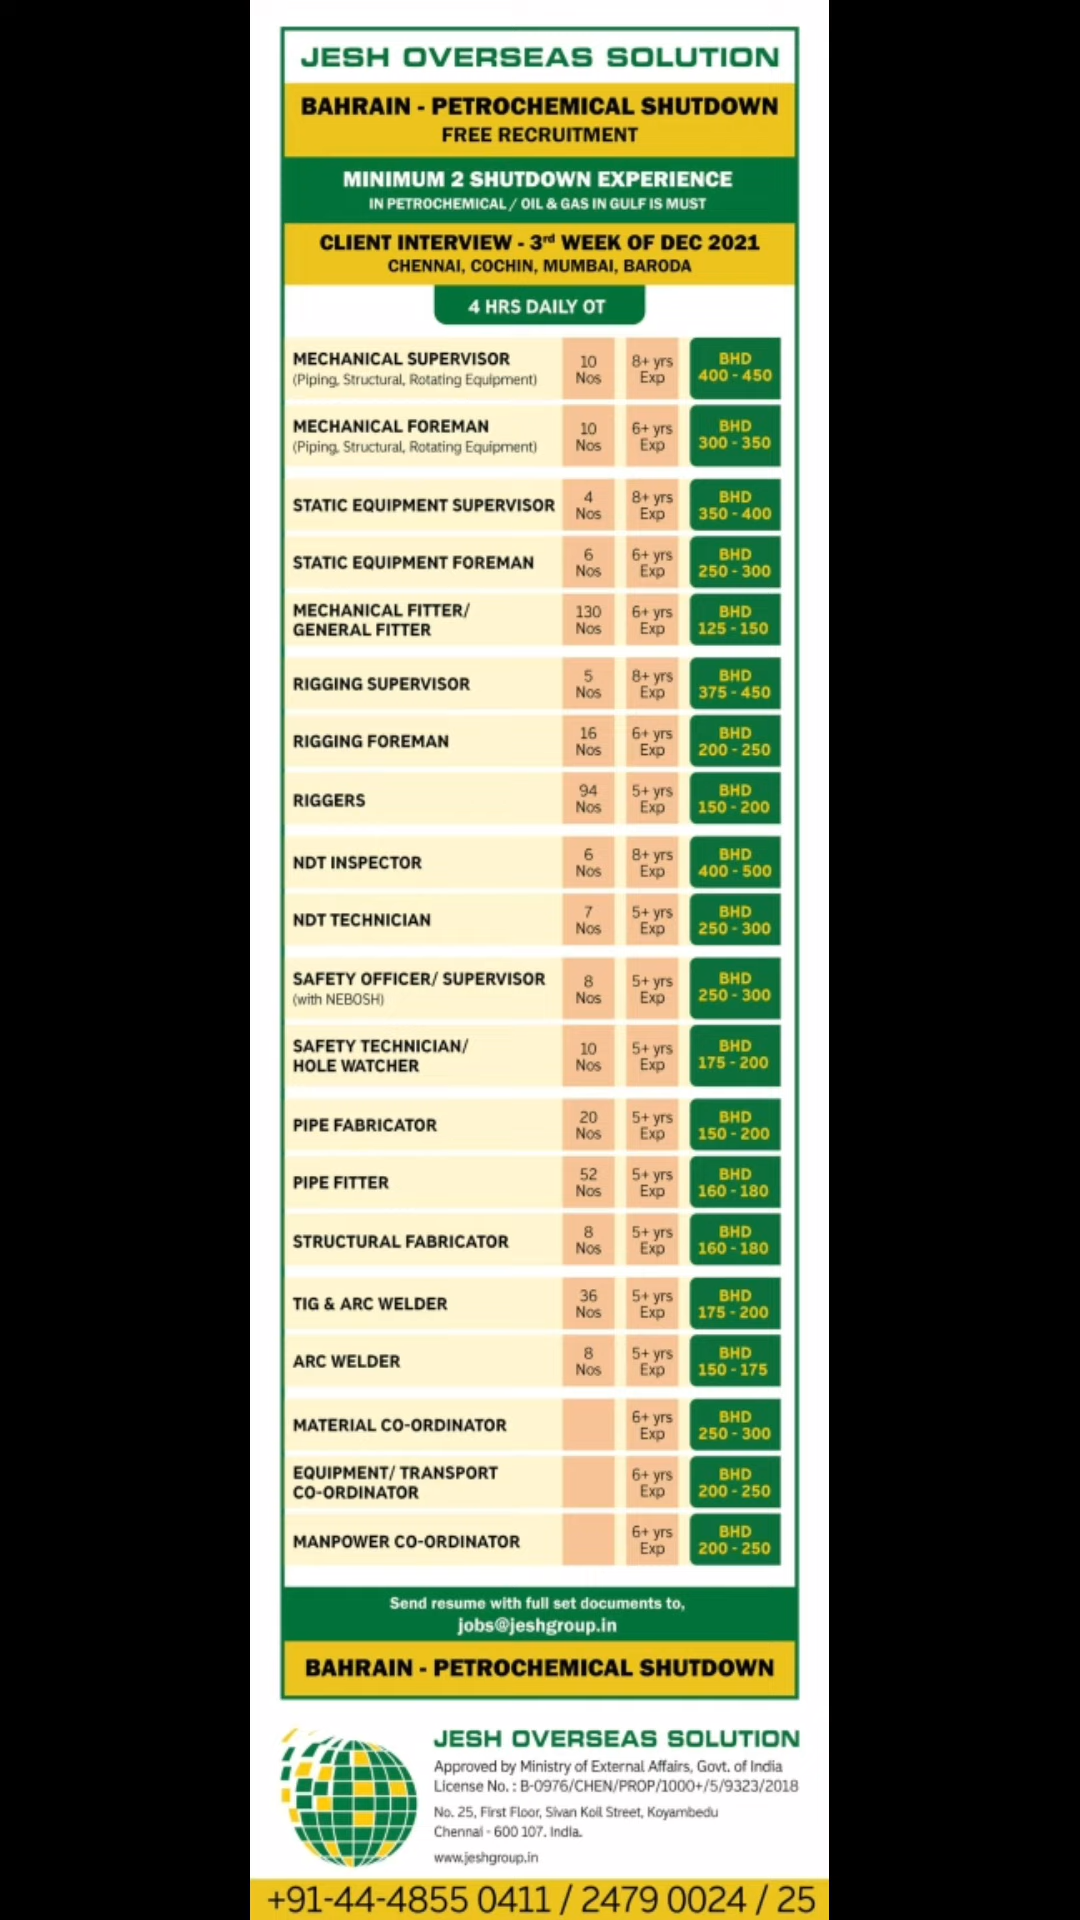 JESH OVERSEAS SOLUTION
BAHRAIN - PETROCHEMICAL SHUTDOWN
FREE RECRUITMENT
MINIMUM 2 SHUTDOWN EXPERIENCE
IN PETROCHEMICAL / OIL & GAS IN GULF IS MUST
CLIENT INTERVIEW - 3rd WEEK OF DEC 2021
CHENNAI, COCHIN, MUMBAI, BARODA
4 HRS DAILY OT
MECHANICAL SUPERVISOR
(Piping, Structural, Rotating Equipment)
10
Nos
8+ yrs
Exp
BHD
400 - 450
MECHANICAL FOREMAN
(Piping, Structural, Rotating Equipment)
10
Nos
6+ yrs
Exp
BHD
300 - 350
STATIC EQUIPMENT SUPERVISOR
4
Nos
8+ yrs
Exp
BHD
350 - 400
STATIC EQUIPMENT FOREMAN
6
Nos
6+ yrs
Exp
BHD
250 - 300
MECHANICAL FITTER/
GENERAL FITTER
130
Nos
6+ yrs
Exp
BHD
125 - 150
RIGGING SUPERVISOR
5
Nos
8+ yrs
Exp
BHD
375 - 450
RIGGING FOREMAN
16
Nos
6+ yrs
Exp
BHD
200 - 250
RIGGERS
94
Nos
5+ yrs
Exp
BHD
150 - 200
NDT INSPECTOR
6
Nos
8+ yrs
Exp
BHD
400 - 500
NDT TECHNICIAN
7
Nos
5+ yrs
Exp
BHD
250 - 300
SAFETY OFFICER/ SUPERVISOR
(with NEBOSH)
8
Nos
5+ yrs
Exp
BHD
250 - 300
SAFETY TECHNICIAN/
HOLE WATCHER
10
Nos
5+ yrs
Exp
BHD
175 - 200
PIPE FABRICATOR
20
Nos
5+ yrs
Exp
BHD
150 - 200
PIPE FITTER
52
Nos
5+ yrs
Exp
BHD
160 - 180
STRUCTURAL FABRICATOR
8
Nos
5+ yrs
Exp
BHD
160 - 180
TIG & ARC WELDER
36
Nos
5+ yrs
Exp
BHD
175 - 200
ARC WELDER
8
Nos
5+ yrs
Exp
BHD
150 - 175
MATERIAL CO-ORDINATOR
6+ yrs
Exp
BHD
250 - 300
EQUIPMENT/ TRANSPORT
CO-ORDINATOR
6+ yrs
Exp
BHD
200 - 250
MANPOWER CO-ORDINATOR
6+ yrs
Exp
BHD
200 - 250
Send resume with full set documents to,
jobs@jeshgroup.in
BAHRAIN - PETROCHEMICAL SHUTDOWN
JESH OVERSEAS SOLUTION
Approved by Ministry of External Affairs, Govt. of India
License No. : B-0976/CHEN/PROP/1000+/5/9323/2018
No. 25, First Floor, Sivan Koil Street, Koyambedu
Chennai - 600 107. India.
www.jeshgroup.in
+91-44-4855 0411 / 2479 0024 / 25